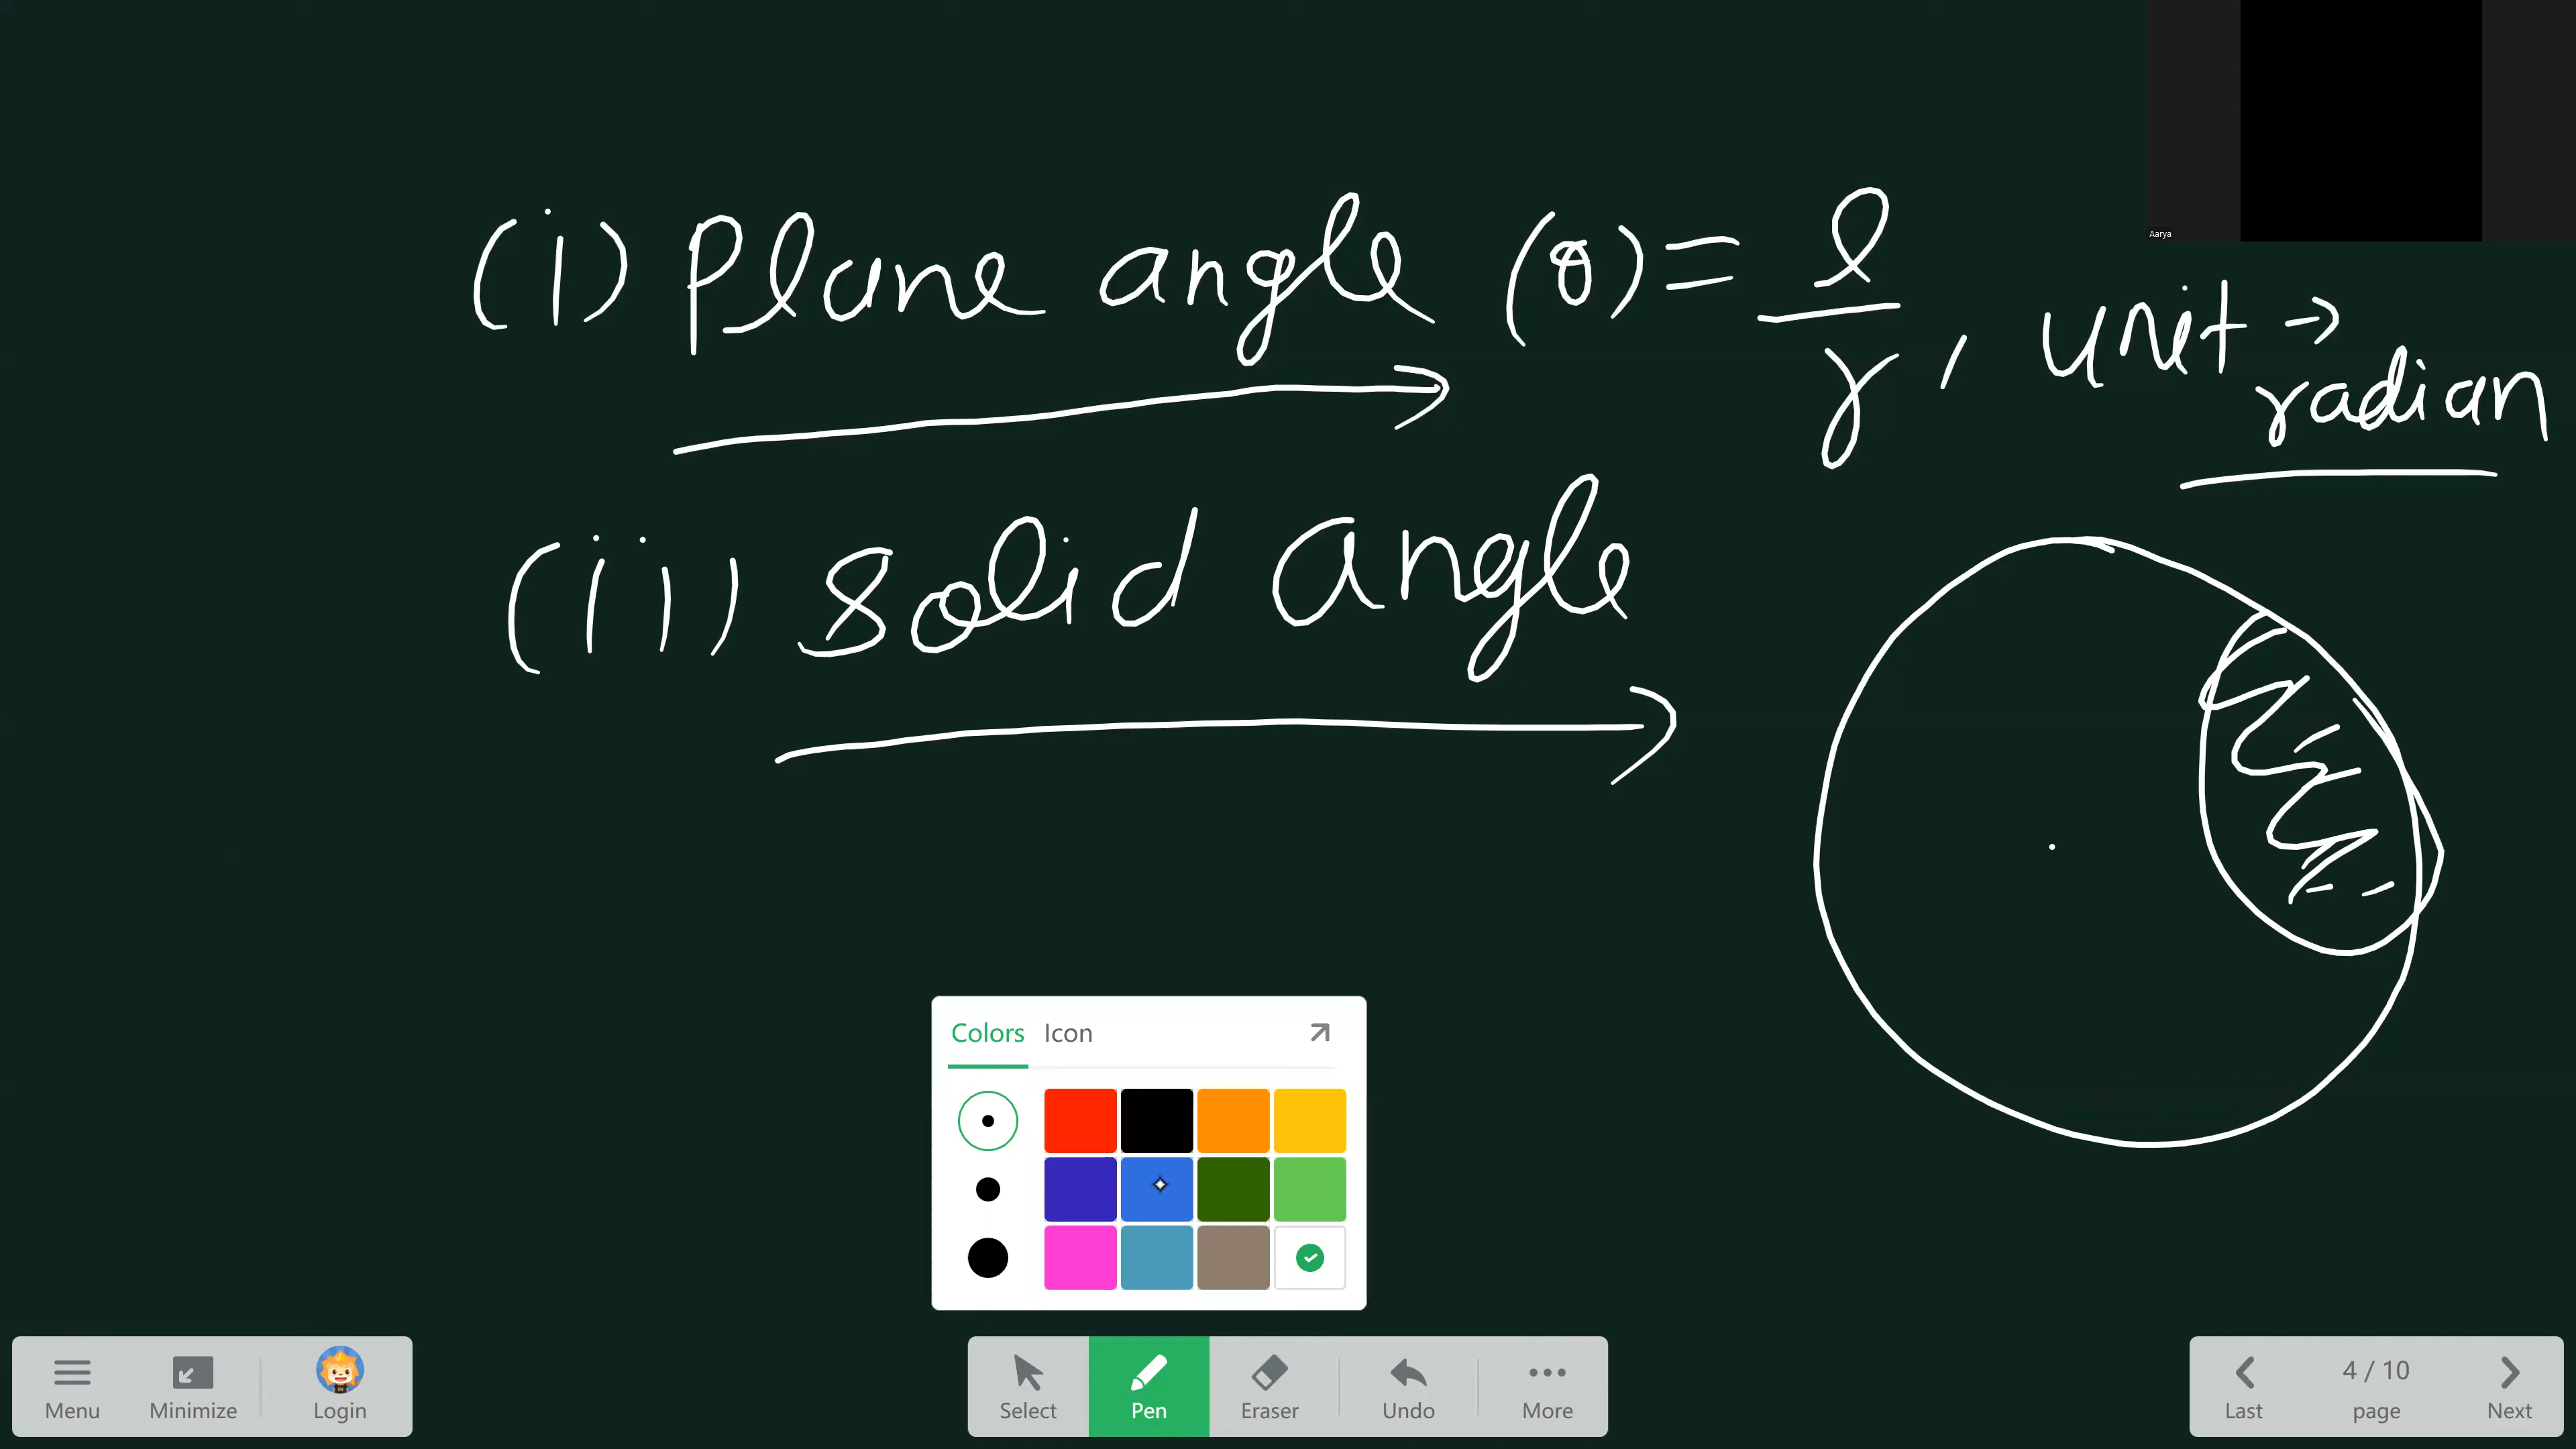 Aarya
(i) Plane angle (θ) = l/r, unit →
radian
(ii) Solid angle
Colors Icon
Menu Minimize Login
Select Pen Eraser Undo More
4 / 10
Last page Next